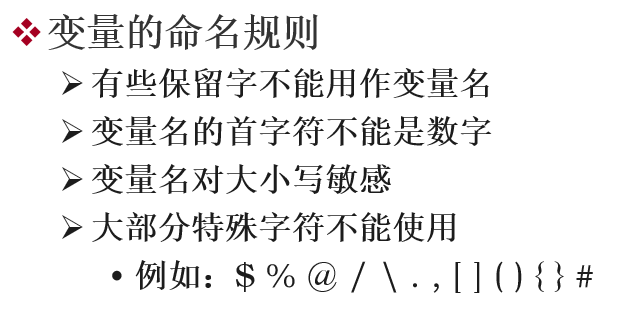 ❖变量的命名规则
➢有些保留字不能用作变量名
➢变量名的首字符不能是数字
➢变量名对大小写敏感
➢大部分特殊字符不能使用
• 例如：$ % @ / \ . , [ ] ( ) { } #